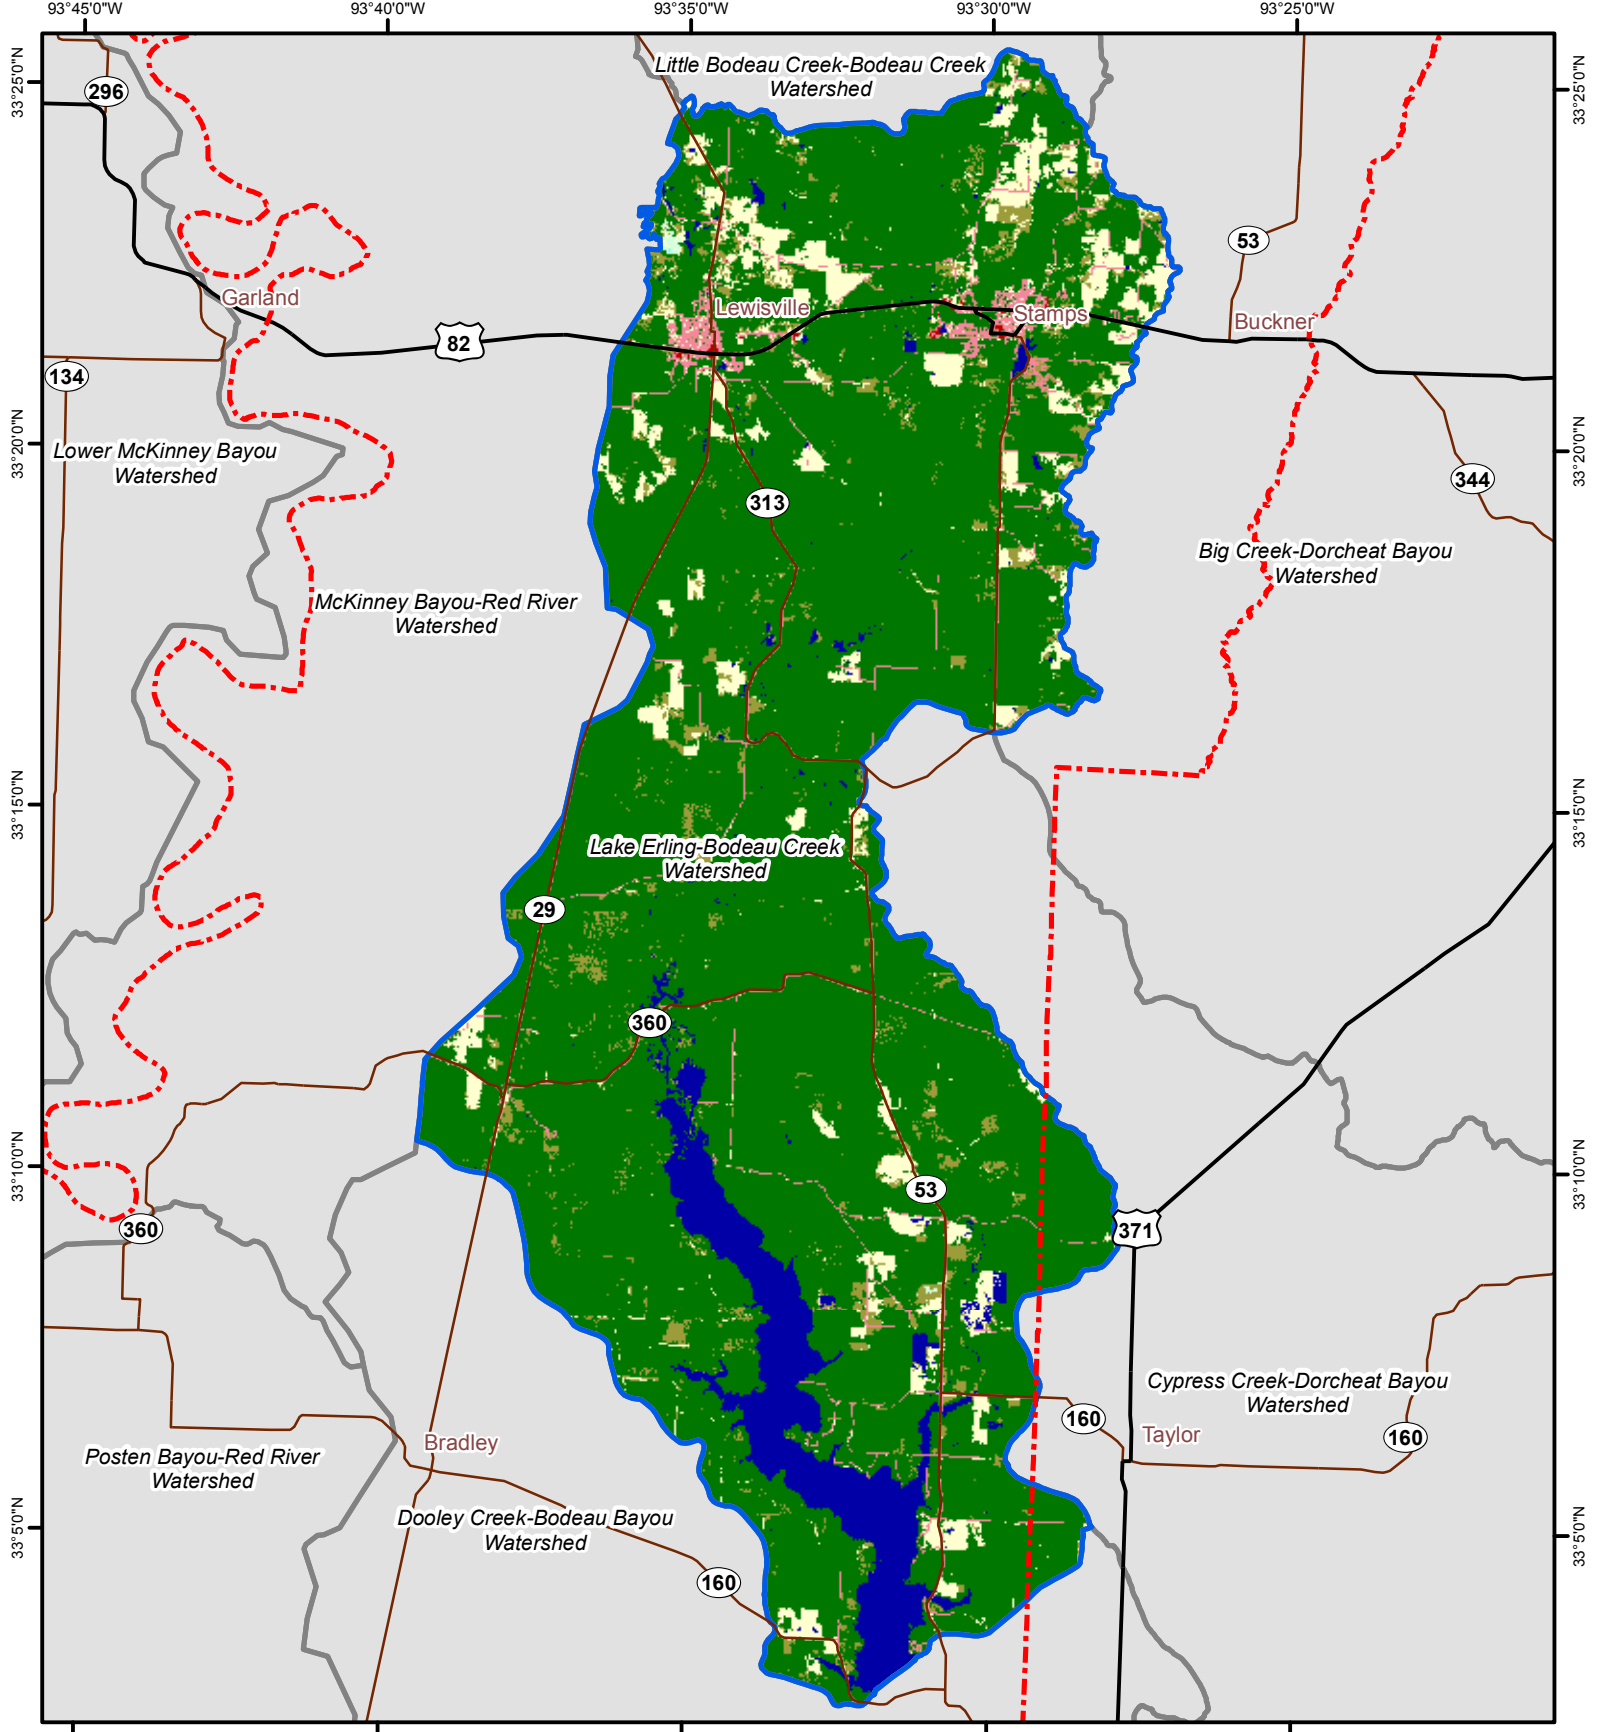 93°45'0"W
93°40'0"W
93°35'0"W
93°30'0"W
93°25'0"W
33°25'0"N
33°25'0"N
Little Bodeau Creek-Bodeau Creek
Watershed
296
53
Garland
Lewisville
Stamps
Buckner
82
134
33°20'0"N
33°20'0"N
Lower McKinney Bayou
Watershed
344
313
Big Creek-Dorcheat Bayou
Watershed
McKinney Bayou-Red River
Watershed
33°15'0"N
33°15'0"N
Lake Erling-Bodeau Creek
Watershed
29
360
33°10'0"N
33°10'0"N
53
360
371
Cypress Creek-Dorcheat Bayou
Watershed
160
Taylor
160
Bradley
Posten Bayou-Red River
Watershed
Dooley Creek-Bodeau Bayou
Watershed
33°5'0"N
33°5'0"N
160